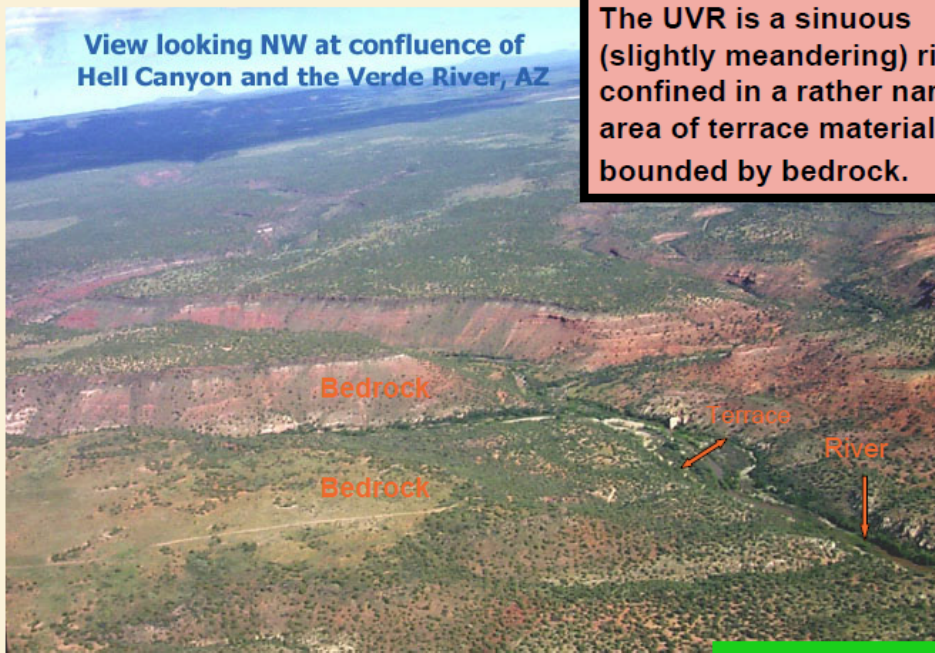 View looking NW at confluence of
Hell Canyon and the Verde River, AZ
The UVR is a sinuous
(slightly meandering)
confined in a rather
area of terrace material
bounded by bedrock.
Bedrock
Terrace
River
Bedrock